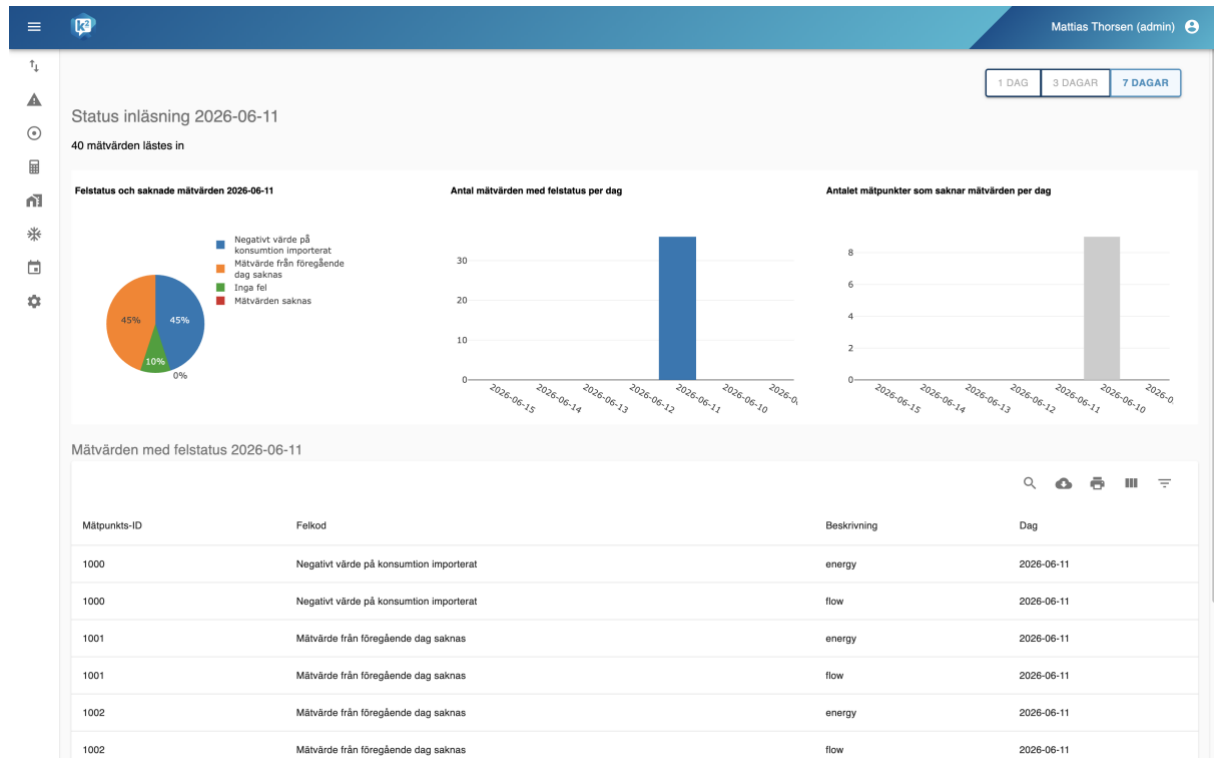 K²
Mattias Thorsen (admin)
1 DAG
3 DAGAR
7 DAGAR
Status inläsning 2026-06-11
40 mätvärden lästes in
Felstatus och saknade mätvärden 2026-06-11
Negativt värde på
konsumtion importerat
Mätvärde från föregående
dag saknas
Inga fel
Mätvärden saknas
45%
45%
10%
0%
Antal mätvärden med felstatus per dag
30
20
10
0
2026-06-15
2026-06-14
2026-06-13
2026-06-12
2026-06-11
2026-06-10
2026-0
Antalet mätpunkter som saknar mätvärden per dag
8
6
4
2
0
2026-06-15
2026-06-14
2026-06-13
2026-06-12
2026-06-11
2026-06-10
2026-0
Mätvärden med felstatus 2026-06-11
Mätpunkts-ID Felkod Beskrivning Dag
1000 Negativt värde på konsumtion importerat energy 2026-06-11
1000 Negativt värde på konsumtion importerat flow 2026-06-11
1001 Mätvärde från föregående dag saknas energy 2026-06-11
1001 Mätvärde från föregående dag saknas flow 2026-06-11
1002 Mätvärde från föregående dag saknas energy 2026-06-11
1002 Mätvärde från föregående dag saknas flow 2026-06-11